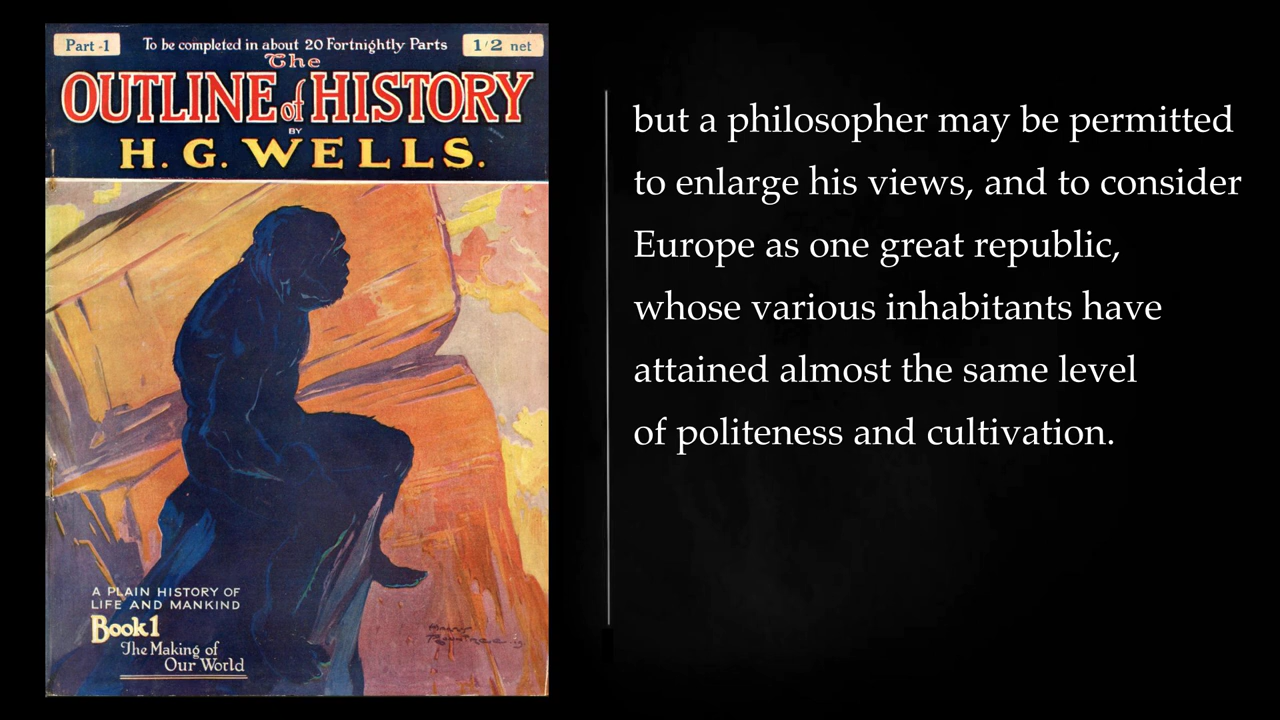 Part -1
To be completed in about 20 Fortnightly Parts
1/2 net
The
OUTLINE of HISTORY
BY
H. G. WELLS.
A PLAIN HISTORY OF
LIFE AND MANKIND
Book 1
The Making of
Our World
but a philosopher may be permitted
to enlarge his views, and to consider
Europe as one great republic,
whose various inhabitants have
attained almost the same level
of politeness and cultivation.